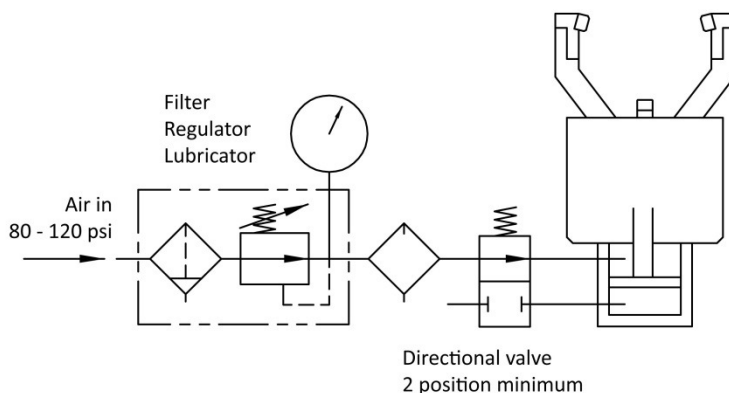 Filter
Regulator
Lubricator
Air in
80 - 120 psi
Directional valve
2 position minimum